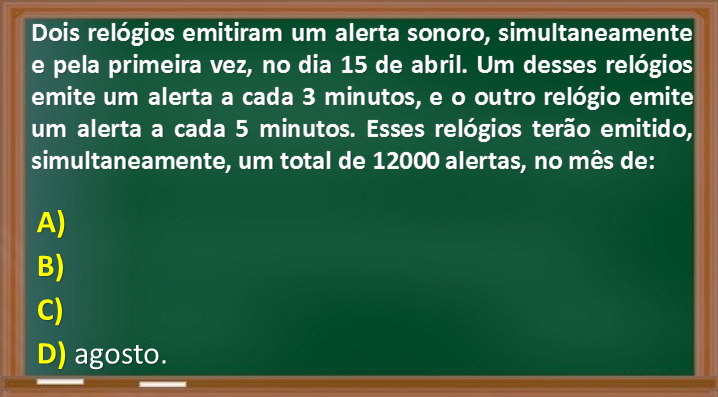 Dois relógios emitiram um alerta sonoro, simultaneamente
e pela primeira vez, no dia 15 de abril. Um desses relógios
emite um alerta a cada 3 minutos, e o outro relógio emite
um alerta a cada 5 minutos. Esses relógios terão emitido,
simultaneamente, um total de 12000 alertas, no mês de:
A)
B)
C)
D) agosto.